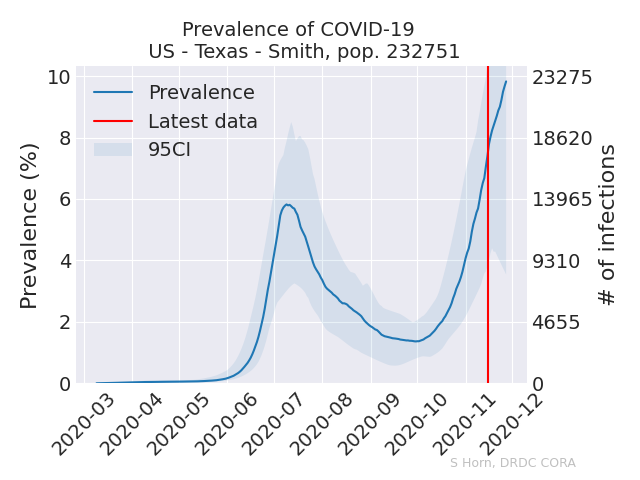 Prevalence of COVID-19
US - Texas - Smith, pop. 232751
Prevalence
Latest data
95CI
Prevalence (%)
10
8
6
4
2
0
23275
18620
13965
9310
4655
0
# of infections
2020-03
2020-04
2020-05
2020-06
2020-07
2020-08
2020-09
2020-10
2020-11
2020-12
S Horn, DRDC CORA